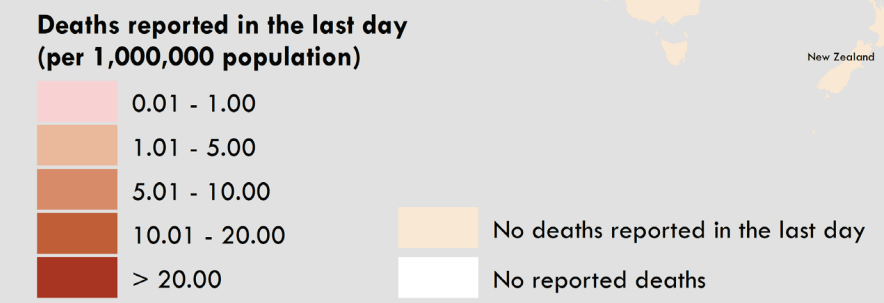 Deaths reported in the last day
(per 1,000,000 population)
New Zealand
0.01 - 1.00
1.01 - 5.00
5.01 - 10.00
10.01 - 20.00
> 20.00
No deaths reported in the last day
No reported deaths